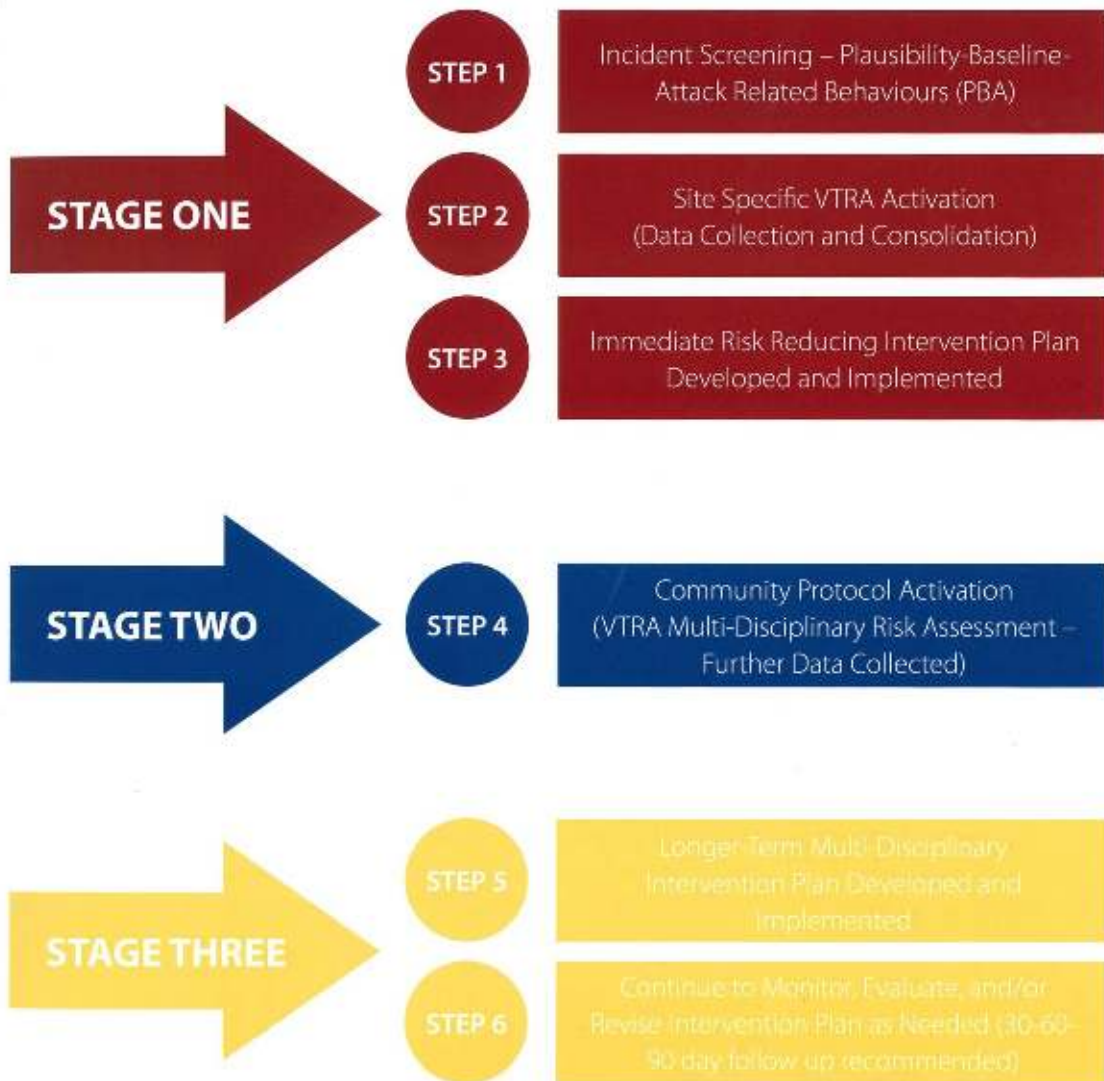 STAGE ONE
STEP 1
Incident Screening – Plausibility-Baseline-
Attack Related Behaviours (PBA)
STEP 2
Site Specific VTRA Activation
(Data Collection and Consolidation)
STEP 3
Immediate Risk Reducing Intervention Plan
Developed and Implemented
STAGE TWO
STEP 4
Community Protocol Activation
(VTRA Multi-Disciplinary Risk Assessment –
Further Data Collected)
STAGE THREE
STEP 5
Longer-Term Multi-Disciplinary
Intervention Plan Developed and
Implemented
STEP 6
Continue to Monitor, Evaluate, and/or
Revise Intervention Plan as Needed (30-60-
90 day follow up recommended)